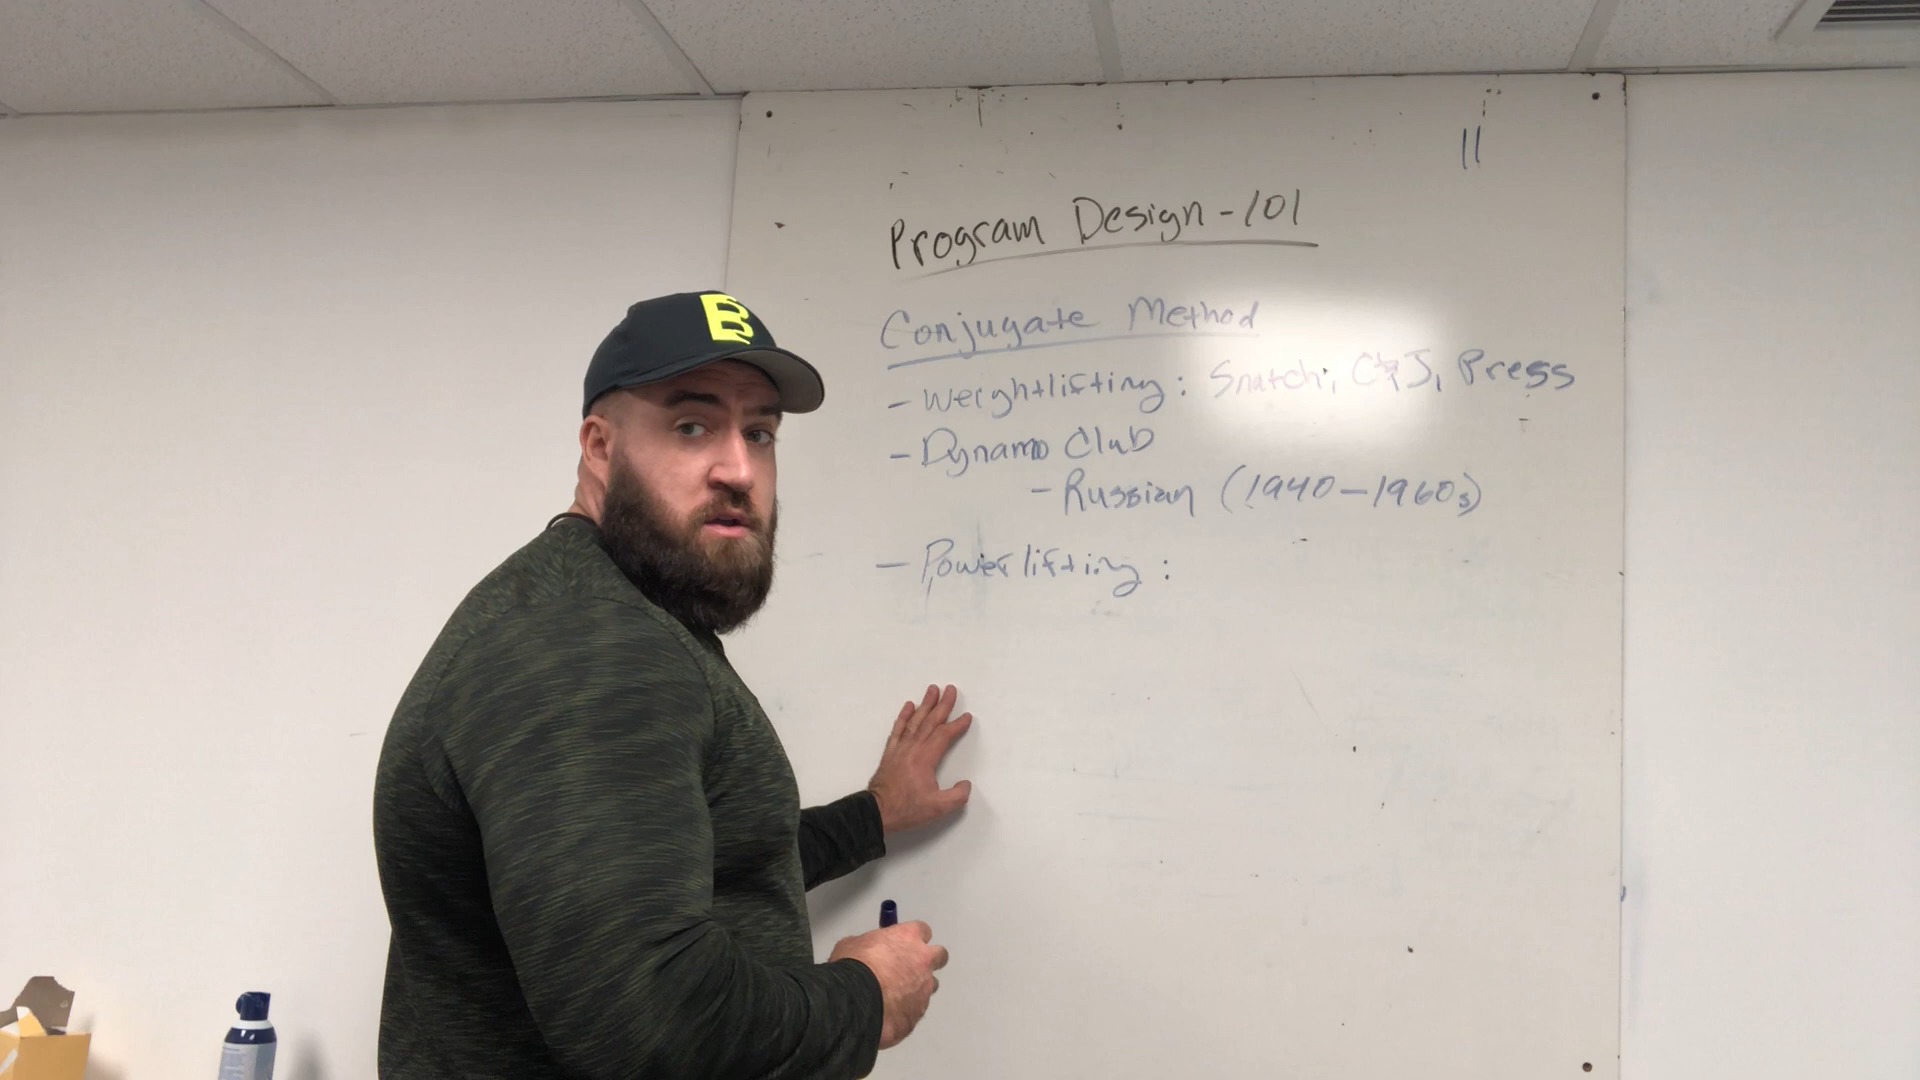 11
Program Design - 101
Conjugate Method
- Weightlifting: Snatch, C&J, Press
- Dynamo Club
- Russian (1940-1960s)
- Powerlifting: